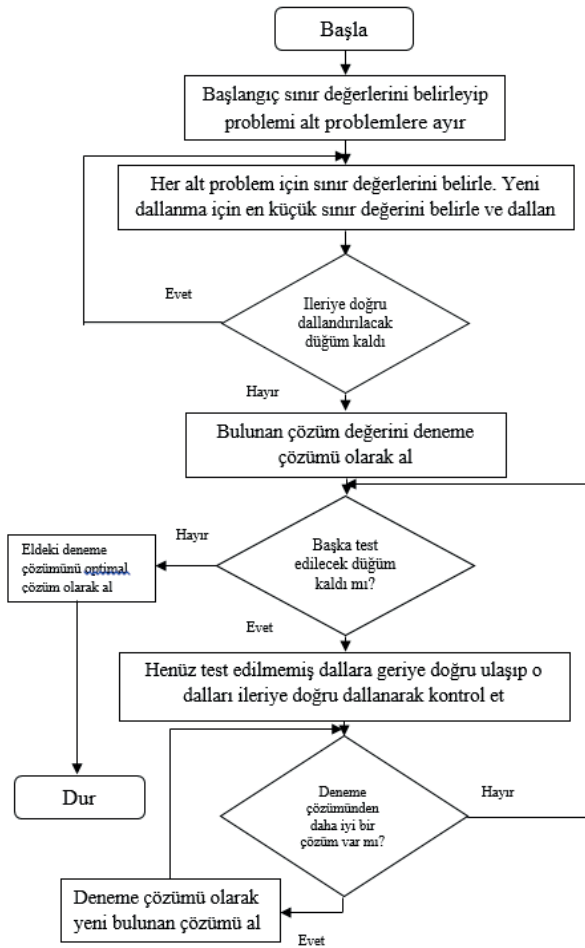 Başla
Başlangıç sınır değerlerini belirleyip
problemi alt problemlere ayır
Her alt problem için sınır değerlerini belirle. Yeni
dallanma için en küçük sınır değerini belirle ve dallan
Evet
Ileriye doğru
dallandırılacak
düğüm kaldı
Hayır
Bulunan çözüm değerini deneme
çözümü olarak al
Başka test
edilecek düğüm
kaldı mı?
Hayır
Eldeki deneme
çözümünü optimal
çözüm olarak al
Evet
Henüz test edilmemiş dallara geriye doğru ulaşıp o
dalları ileriye doğru dallanarak kontrol et
Dur
Deneme
çözümünden
daha iyi bir
çözüm var mı?
Hayır
Deneme çözümü olarak
yeni bulunan çözümü al
Evet